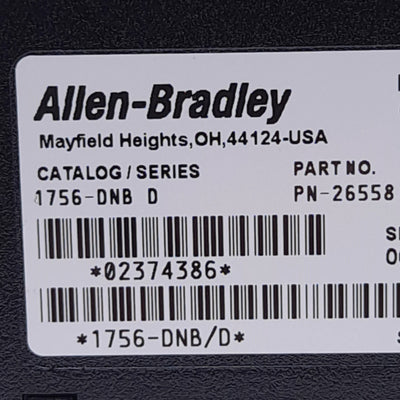 Allen-Bradley
Mayfield Heights,OH,44124-USA
CATALOG/SERIES PART NO.
1756-DNB D PN-26558
*02374386*
*1756-DNB/D*